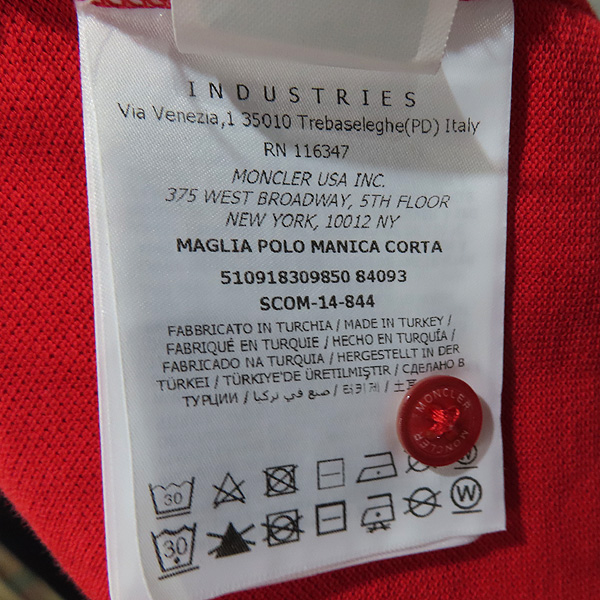 INDUSTRIES
Via Venezia,1 35010 Trebaseleghe(PD) Italy
RN 116347
MONCLER USA INC.
375 WEST BROADWAY, 5TH FLOOR
NEW YORK, 10012 NY
MAGLIA POLO MANICA CORTA
510918309850 84093
SCOM-14-844
FABBRICATO IN TURCHIA / MADE IN TURKEY /
FABRIQUÉ EN TURQUIE / HECHO EN TURQUÍA /
FABRICADO NA TURQUIA / HERGESTELLT IN DER
TÜRKEI / TÜRKIYE'DE ÜRETILMIŞTIR / СДЕЛАНО В
ТУРЦИИ / صنع في تركيا / 터키제 / 土
MONCLER
MONCLER
30 W
30 W